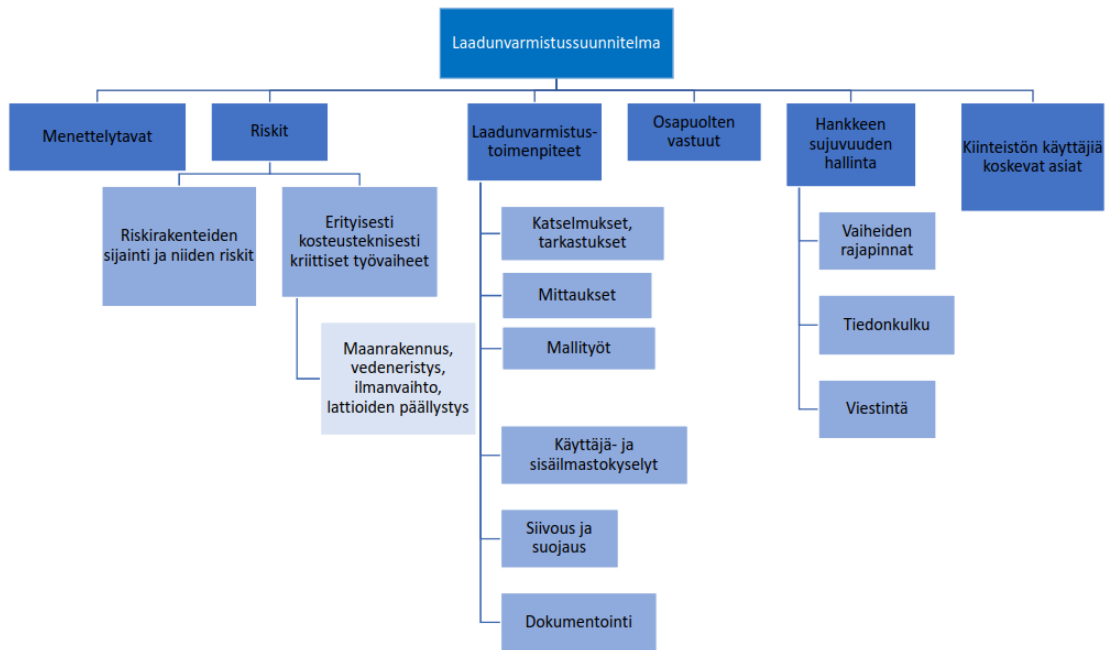 Laadunvarmistussuunnitelma
Menettelytavat
Riskit
Laadunvarmistus-
toimenpiteet
Osapuolten
vastuut
Hankkeen
sujuvuuden
hallinta
Kiinteistön käyttäjiä
koskevat asiat
Riskirakenteiden
sijainti ja niiden riskit
Erityisesti
kosteusteknisesti
kriittiset työvaiheet
Maanrakennus,
vedeneristys,
ilmanvaihto,
lattioiden päällystys
Katselmukset,
tarkastukset
Mittaukset
Mallityöt
Käyttäjä- ja
sisäilmastokyselyt
Siivous ja
suojaus
Dokumentointi
Vaiheiden
rajapinnat
Tiedonkulku
Viestintä